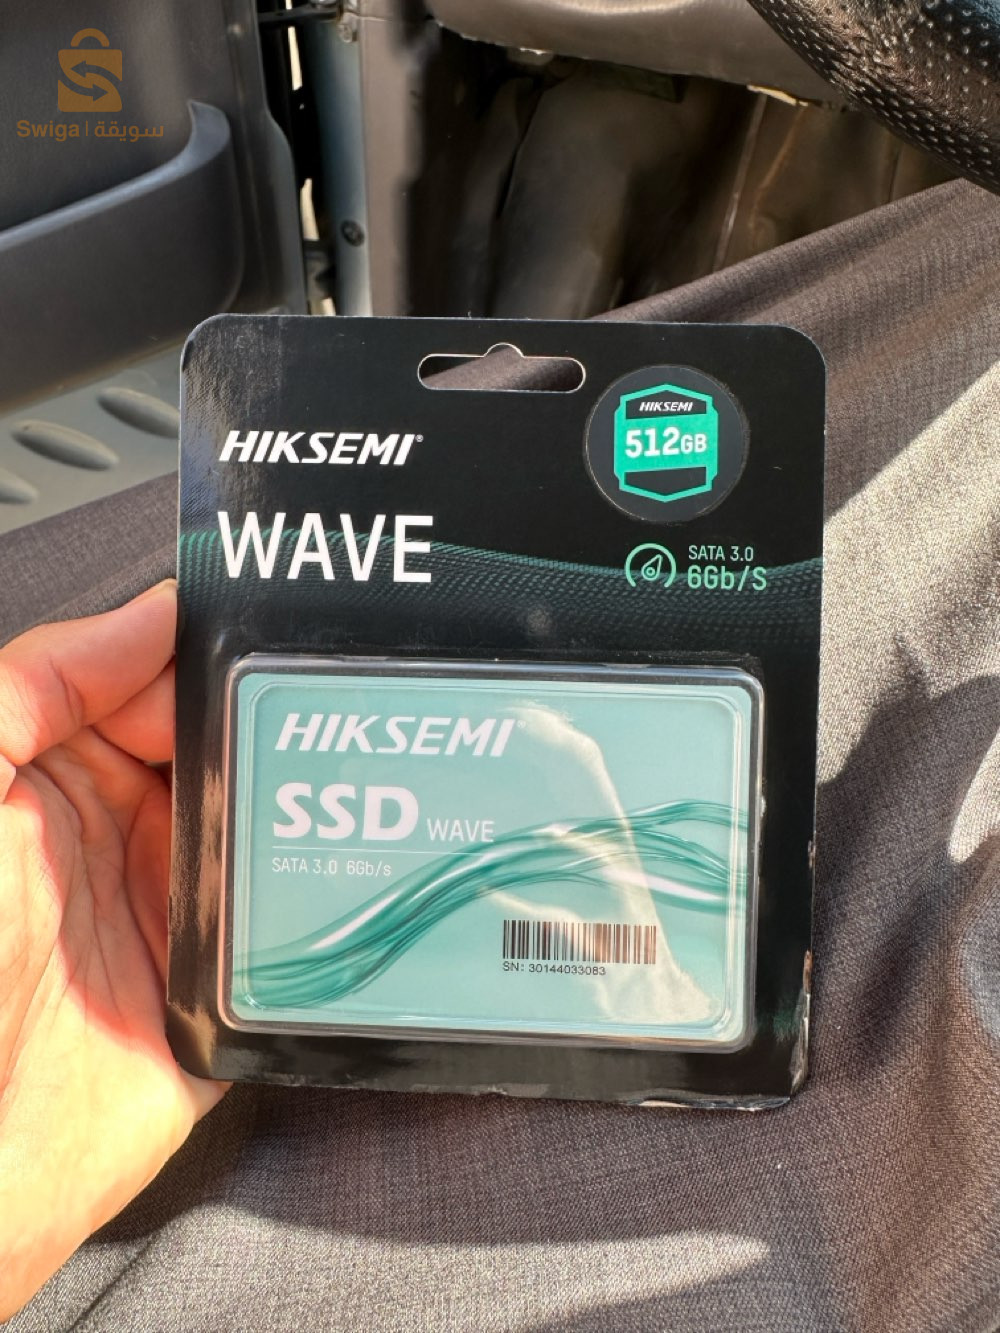 Swiga | سويقة
HIKSEMI®
HIKSEMI
512GB
WAVE
SATA 3.0
6Gb/S
HIKSEMI®
SSD WAVE
SATA 3.0 6Gb/s
SN: 30144033083